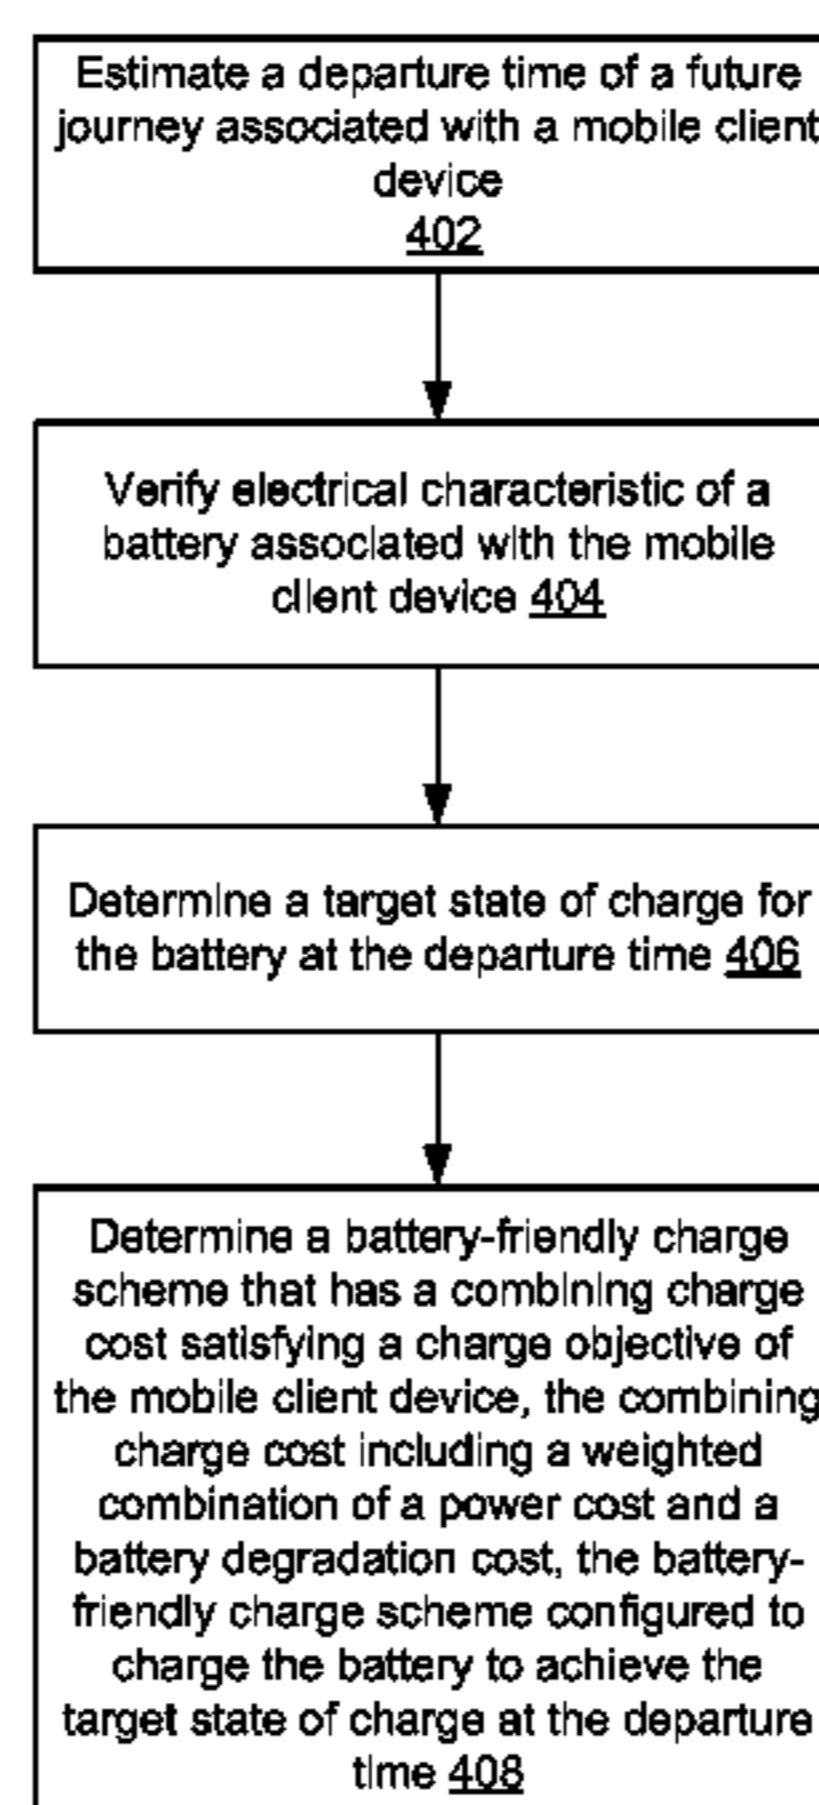 Estimate a departure time of a future
journey associated with a mobile client
device
402
Verify electrical characteristic of a
battery associated with the mobile
client device 404
Determine a target state of charge for
the battery at the departure time 406
Determine a battery-friendly charge
scheme that has a combining charge
cost satisfying a charge objective of
the mobile client device, the combining
charge cost including a weighted
combination of a power cost and a
battery degradation cost, the battery-
friendly charge scheme configured to
charge the battery to achieve the
target state of charge at the departure
time 408